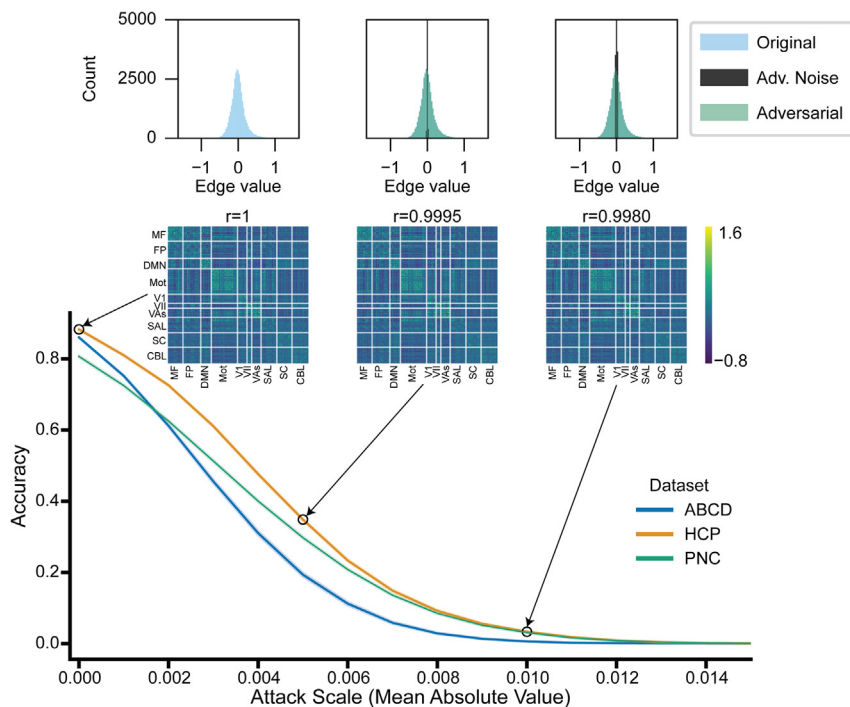 5000
2500
0
Count
−1 0 1
Edge value
−1 0 1
Edge value
−1 0 1
Edge value
Original
Adv. Noise
Adversarial
r=1
r=0.9995
r=0.9980
MF
FP
DMN
Mot
V1
VII
VAs
SAL
SC
CBL
MF FP DMN Mot V1 VII VAs SAL SC CBL
MF FP DMN Mot V1 VII VAs SAL SC CBL
MF FP DMN Mot V1 VII VAs SAL SC CBL
1.6
−0.8
Accuracy
0.8
0.6
0.4
0.2
0.0
Dataset
ABCD
HCP
PNC
0.000 0.002 0.004 0.006 0.008 0.010 0.012 0.014
Attack Scale (Mean Absolute Value)